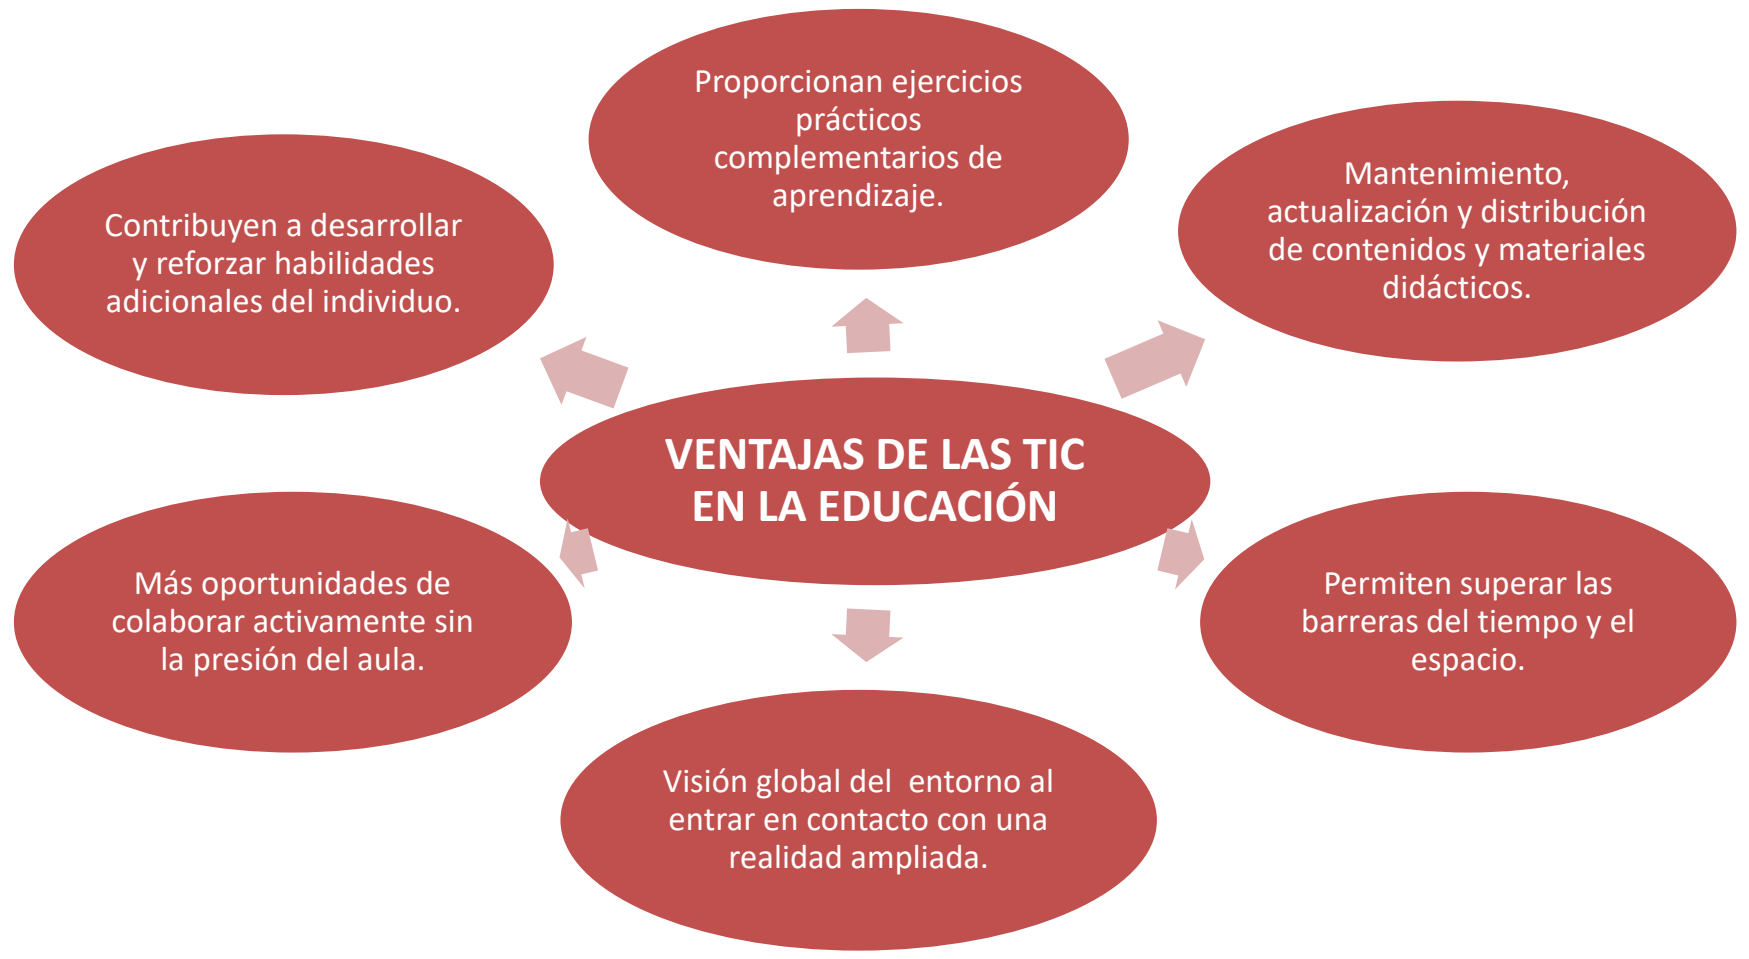 Proporcionan ejercicios
prácticos
complementarios de
aprendizaje.
Mantenimiento,
actualización y distribución
de contenidos y materiales
didácticos.
Contribuyen a desarrollar
y reforzar habilidades
adicionales del individuo.
VENTAJAS DE LAS TIC
EN LA EDUCACIÓN
Más oportunidades de
colaborar activamente sin
la presión del aula.
Permiten superar las
barreras del tiempo y el
espacio.
Visión global del  entorno al
entrar en contacto con una
realidad ampliada.